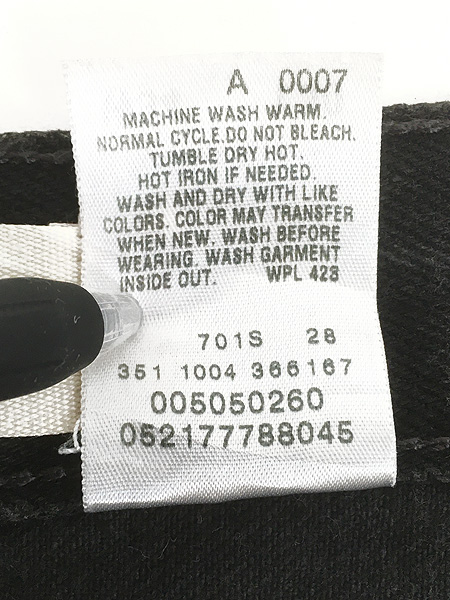 A 0007
MACHINE WASH WARM.
NORMAL CYCLE.DO NOT BLEACH.
TUMBLE DRY HOT.
HOT IRON IF NEEDED.
WASH AND DRY WITH LIKE
COLORS. COLOR MAY TRANSFER
WHEN NEW. WASH BEFORE
WEARING. WASH GARMENT
INSIDE OUT. WPL 423
701S 28
351 1004 366167
005050260
052177788045